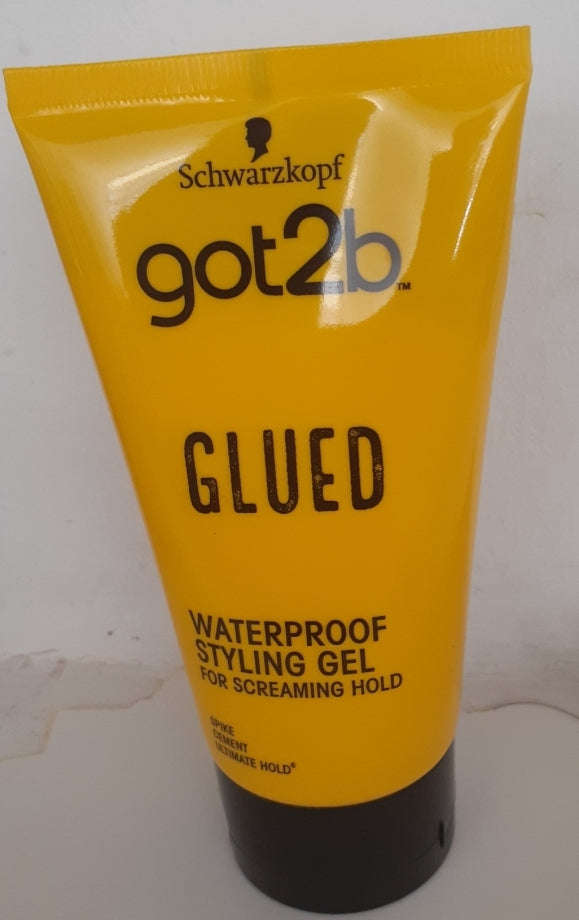 Schwarzkopf
got2b™
GLUED
WATERPROOF
STYLING GEL
FOR SCREAMING HOLD
SPIKE
CEMENT
ULTIMATE HOLD®